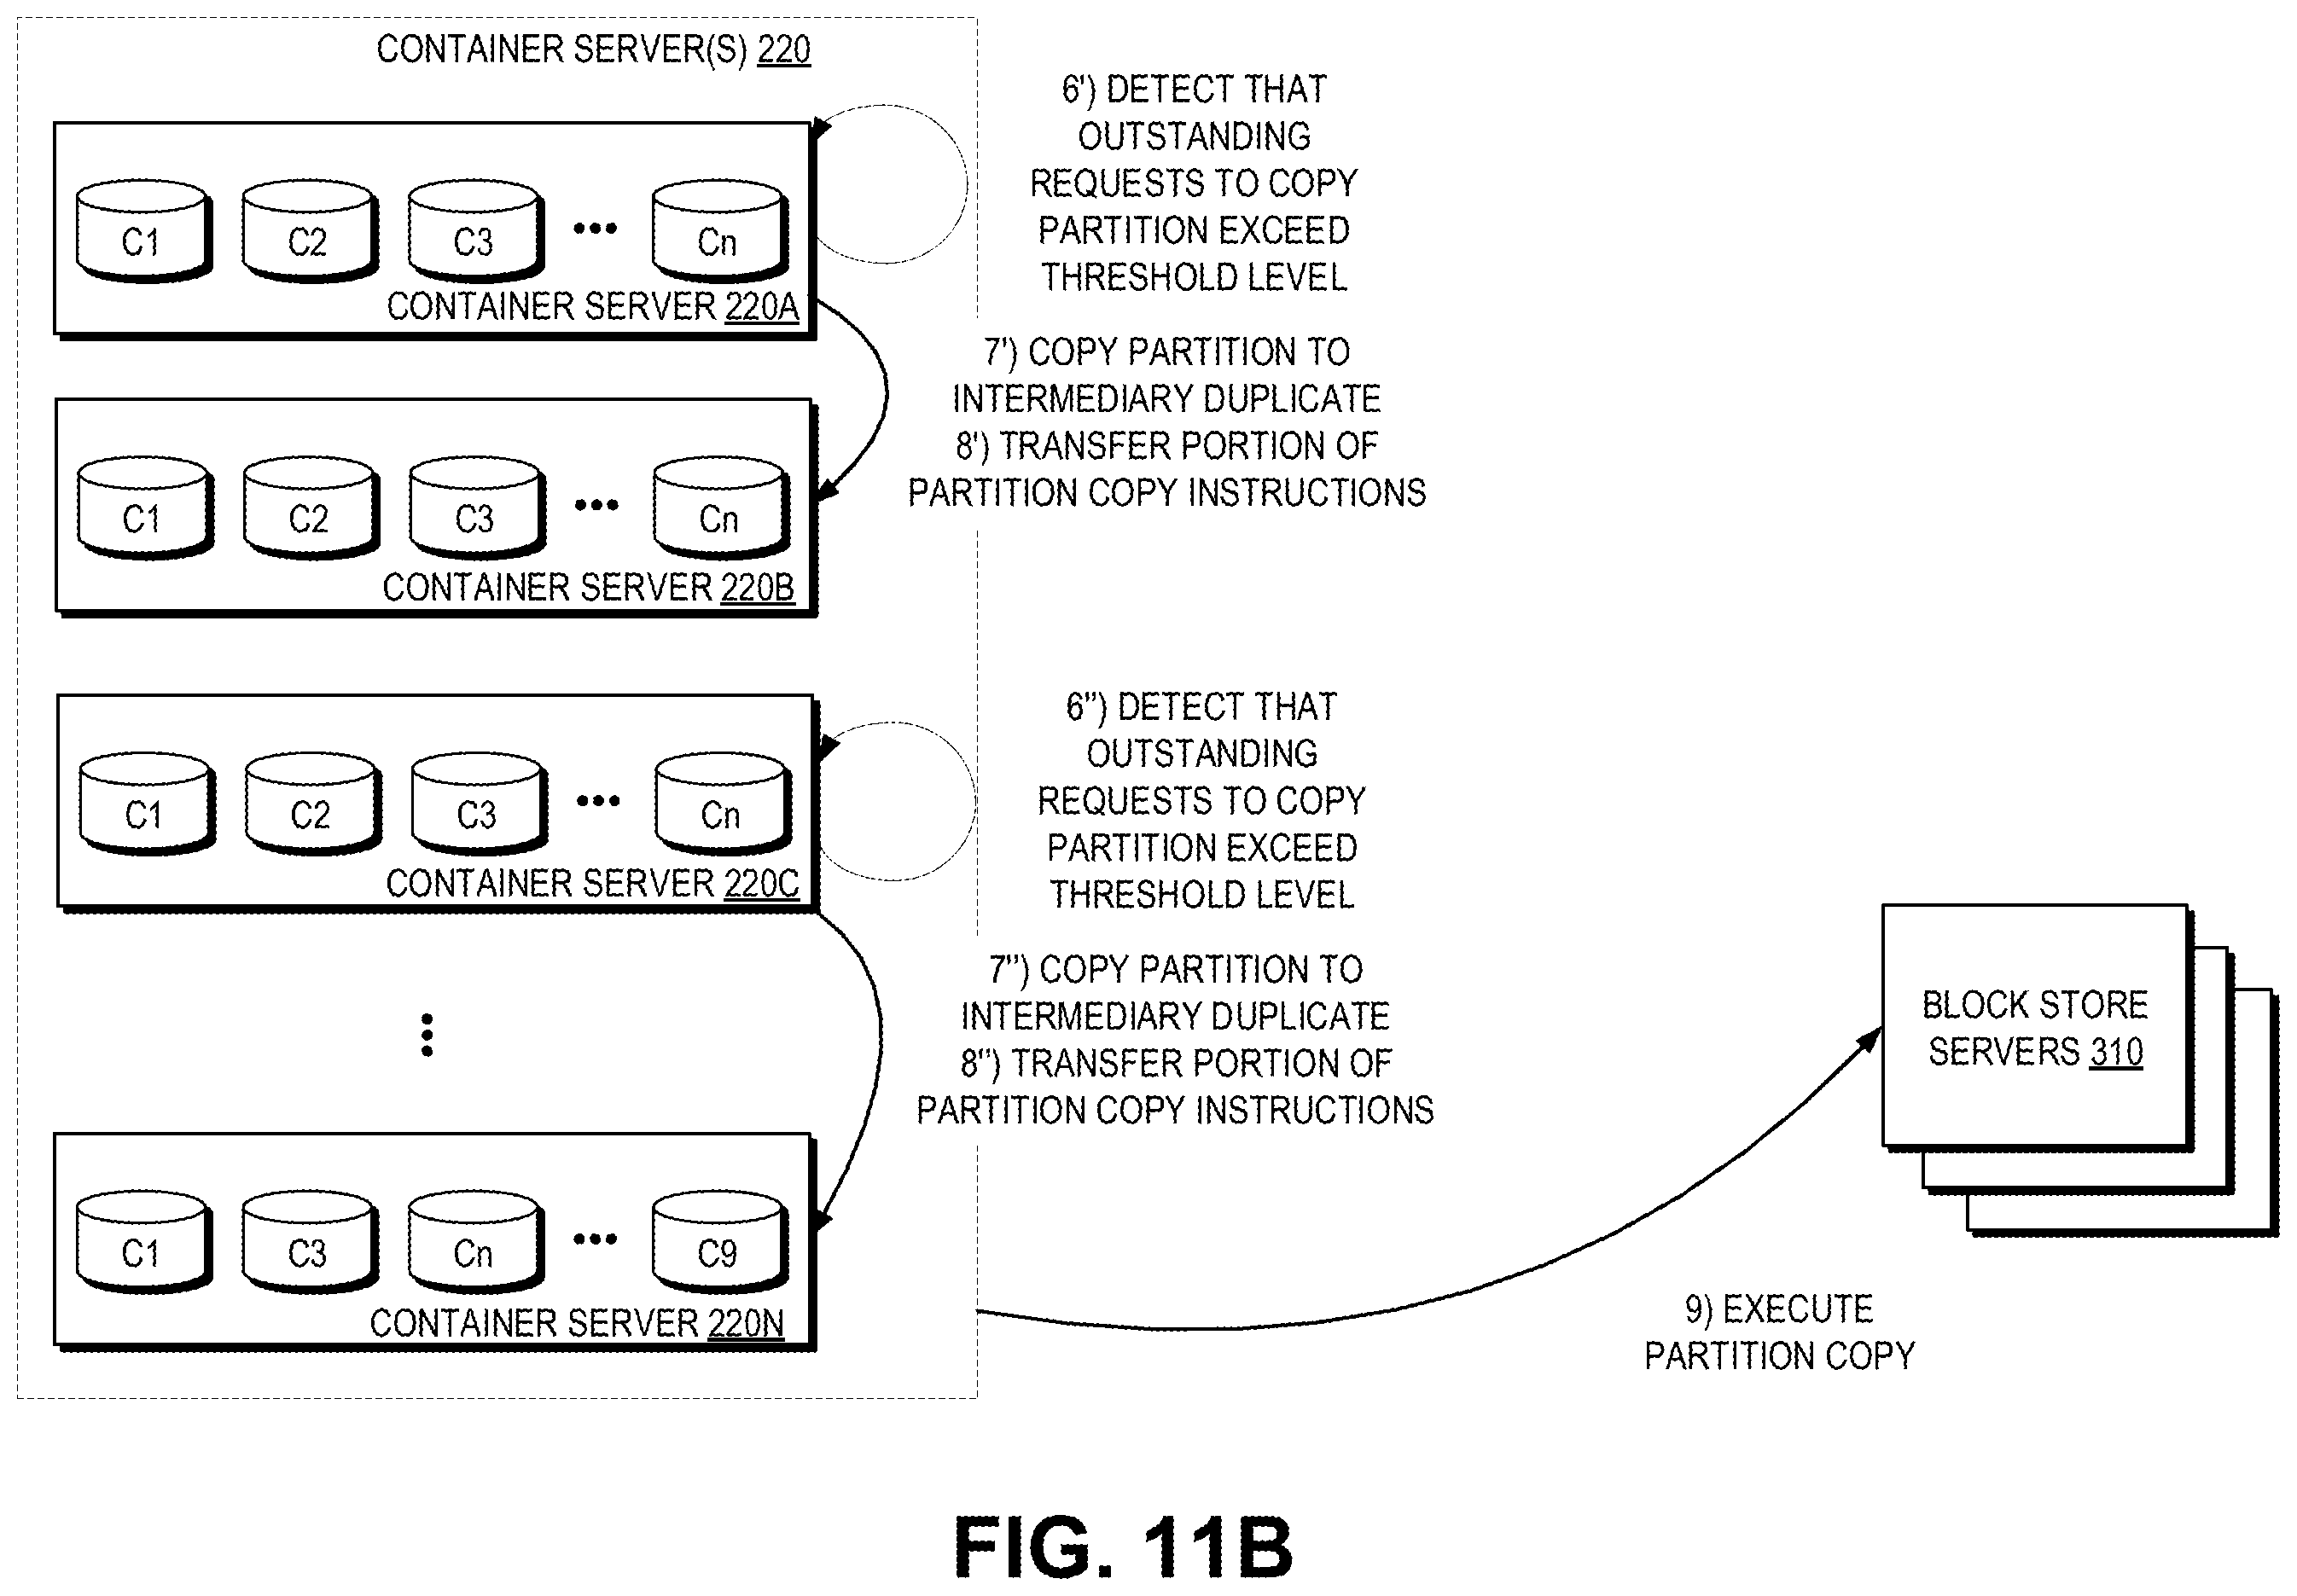 CONTAINER SERVER(S) 220
C1 C2 C3 ••• Cn
CONTAINER SERVER 220A
6') DETECT THAT
OUTSTANDING
REQUESTS TO COPY
PARTITION EXCEED
THRESHOLD LEVEL
7') COPY PARTITION TO
INTERMEDIARY DUPLICATE
8') TRANSFER PORTION OF
PARTITION COPY INSTRUCTIONS
C1 C2 C3 ••• Cn
CONTAINER SERVER 220B
C1 C2 C3 ••• Cn
CONTAINER SERVER 220C
6") DETECT THAT
OUTSTANDING
REQUESTS TO COPY
PARTITION EXCEED
THRESHOLD LEVEL
7") COPY PARTITION TO
INTERMEDIARY DUPLICATE
8") TRANSFER PORTION OF
PARTITION COPY INSTRUCTIONS
C1 C3 Cn ••• C9
CONTAINER SERVER 220N
BLOCK STORE
SERVERS 310
9) EXECUTE
PARTITION COPY
FIG. 11B